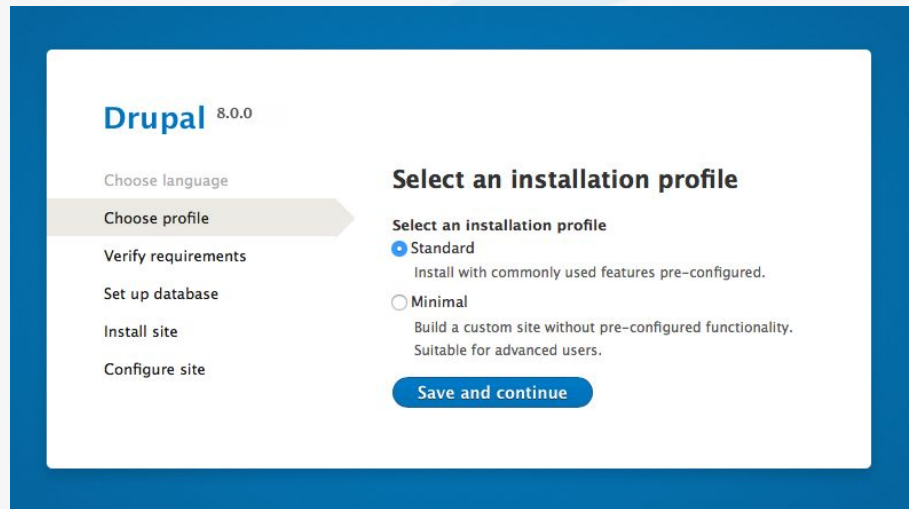 Drupal 8.0.0
Choose language
Choose profile
Verify requirements
Set up database
Install site
Configure site
Select an installation profile
Select an installation profile
Standard
Install with commonly used features pre-configured.
Minimal
Build a custom site without pre-configured functionality.
Suitable for advanced users.
Save and continue